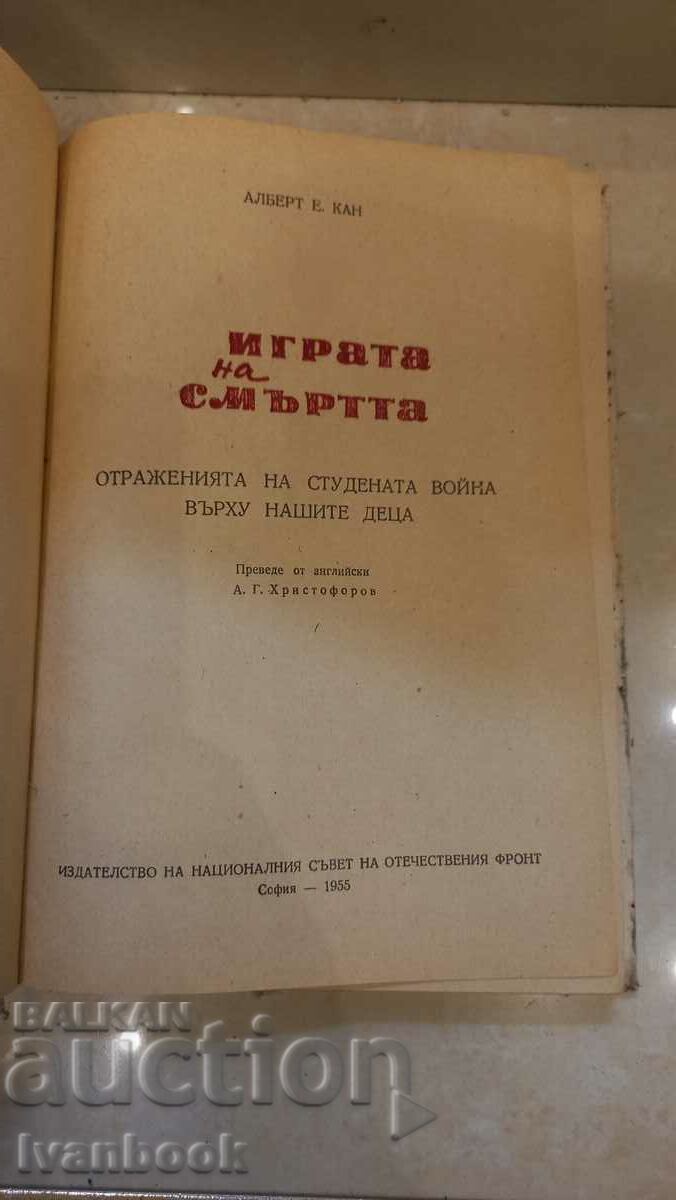 АЛБЕРТ Е. КАН
ИГРАТА
на
СМЪРТТА
ОТРАЖЕНИЯТА НА СТУДЕНАТА ВОЙНА
ВЪРХУ НАШИТЕ ДЕЦА
Преведе от английски
А. Г. Христофоров
ИЗДАТЕЛСТВО НА НАЦИОНАЛНИЯ СЪВЕТ НА ОТЕЧЕСТВЕНИЯ ФРОНТ
София — 1955
BALKAN
auction
Ivanbook